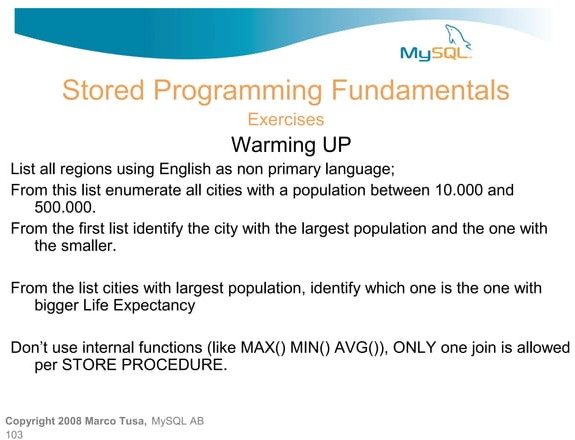 MySQL
Stored Programming Fundamentals
Exercises
Warming UP
List all regions using English as non primary language;
From this list enumerate all cities with a population between 10.000 and
500.000.
From the first list identify the city with the largest population and the one with
the smaller.
From the list cities with largest population, identify which one is the one with
bigger Life Expectancy
Don't use internal functions (like MAX() MIN() AVG()), ONLY one join is allowed
per STORE PROCEDURE.
Copyright 2008 Marco Tusa, MySQL AB
103